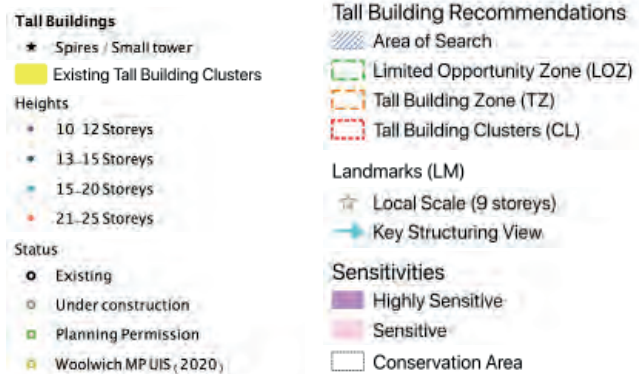 Tall Buildings
Spires / Small tower
Existing Tall Building Clusters
Heights
10-12 Storeys
13-15 Storeys
15-20 Storeys
21-25 Storeys
Status
Existing
Under construction
Planning Permission
Woolwich MP UIS (2020)
Tall Building Recommendations
Area of Search
Limited Opportunity Zone (LOZ)
Tall Building Zone (TZ)
Tall Building Clusters (CL)
Landmarks (LM)
Local Scale (9 storeys)
Key Structuring View
Sensitivities
Highly Sensitive
Sensitive
Conservation Area